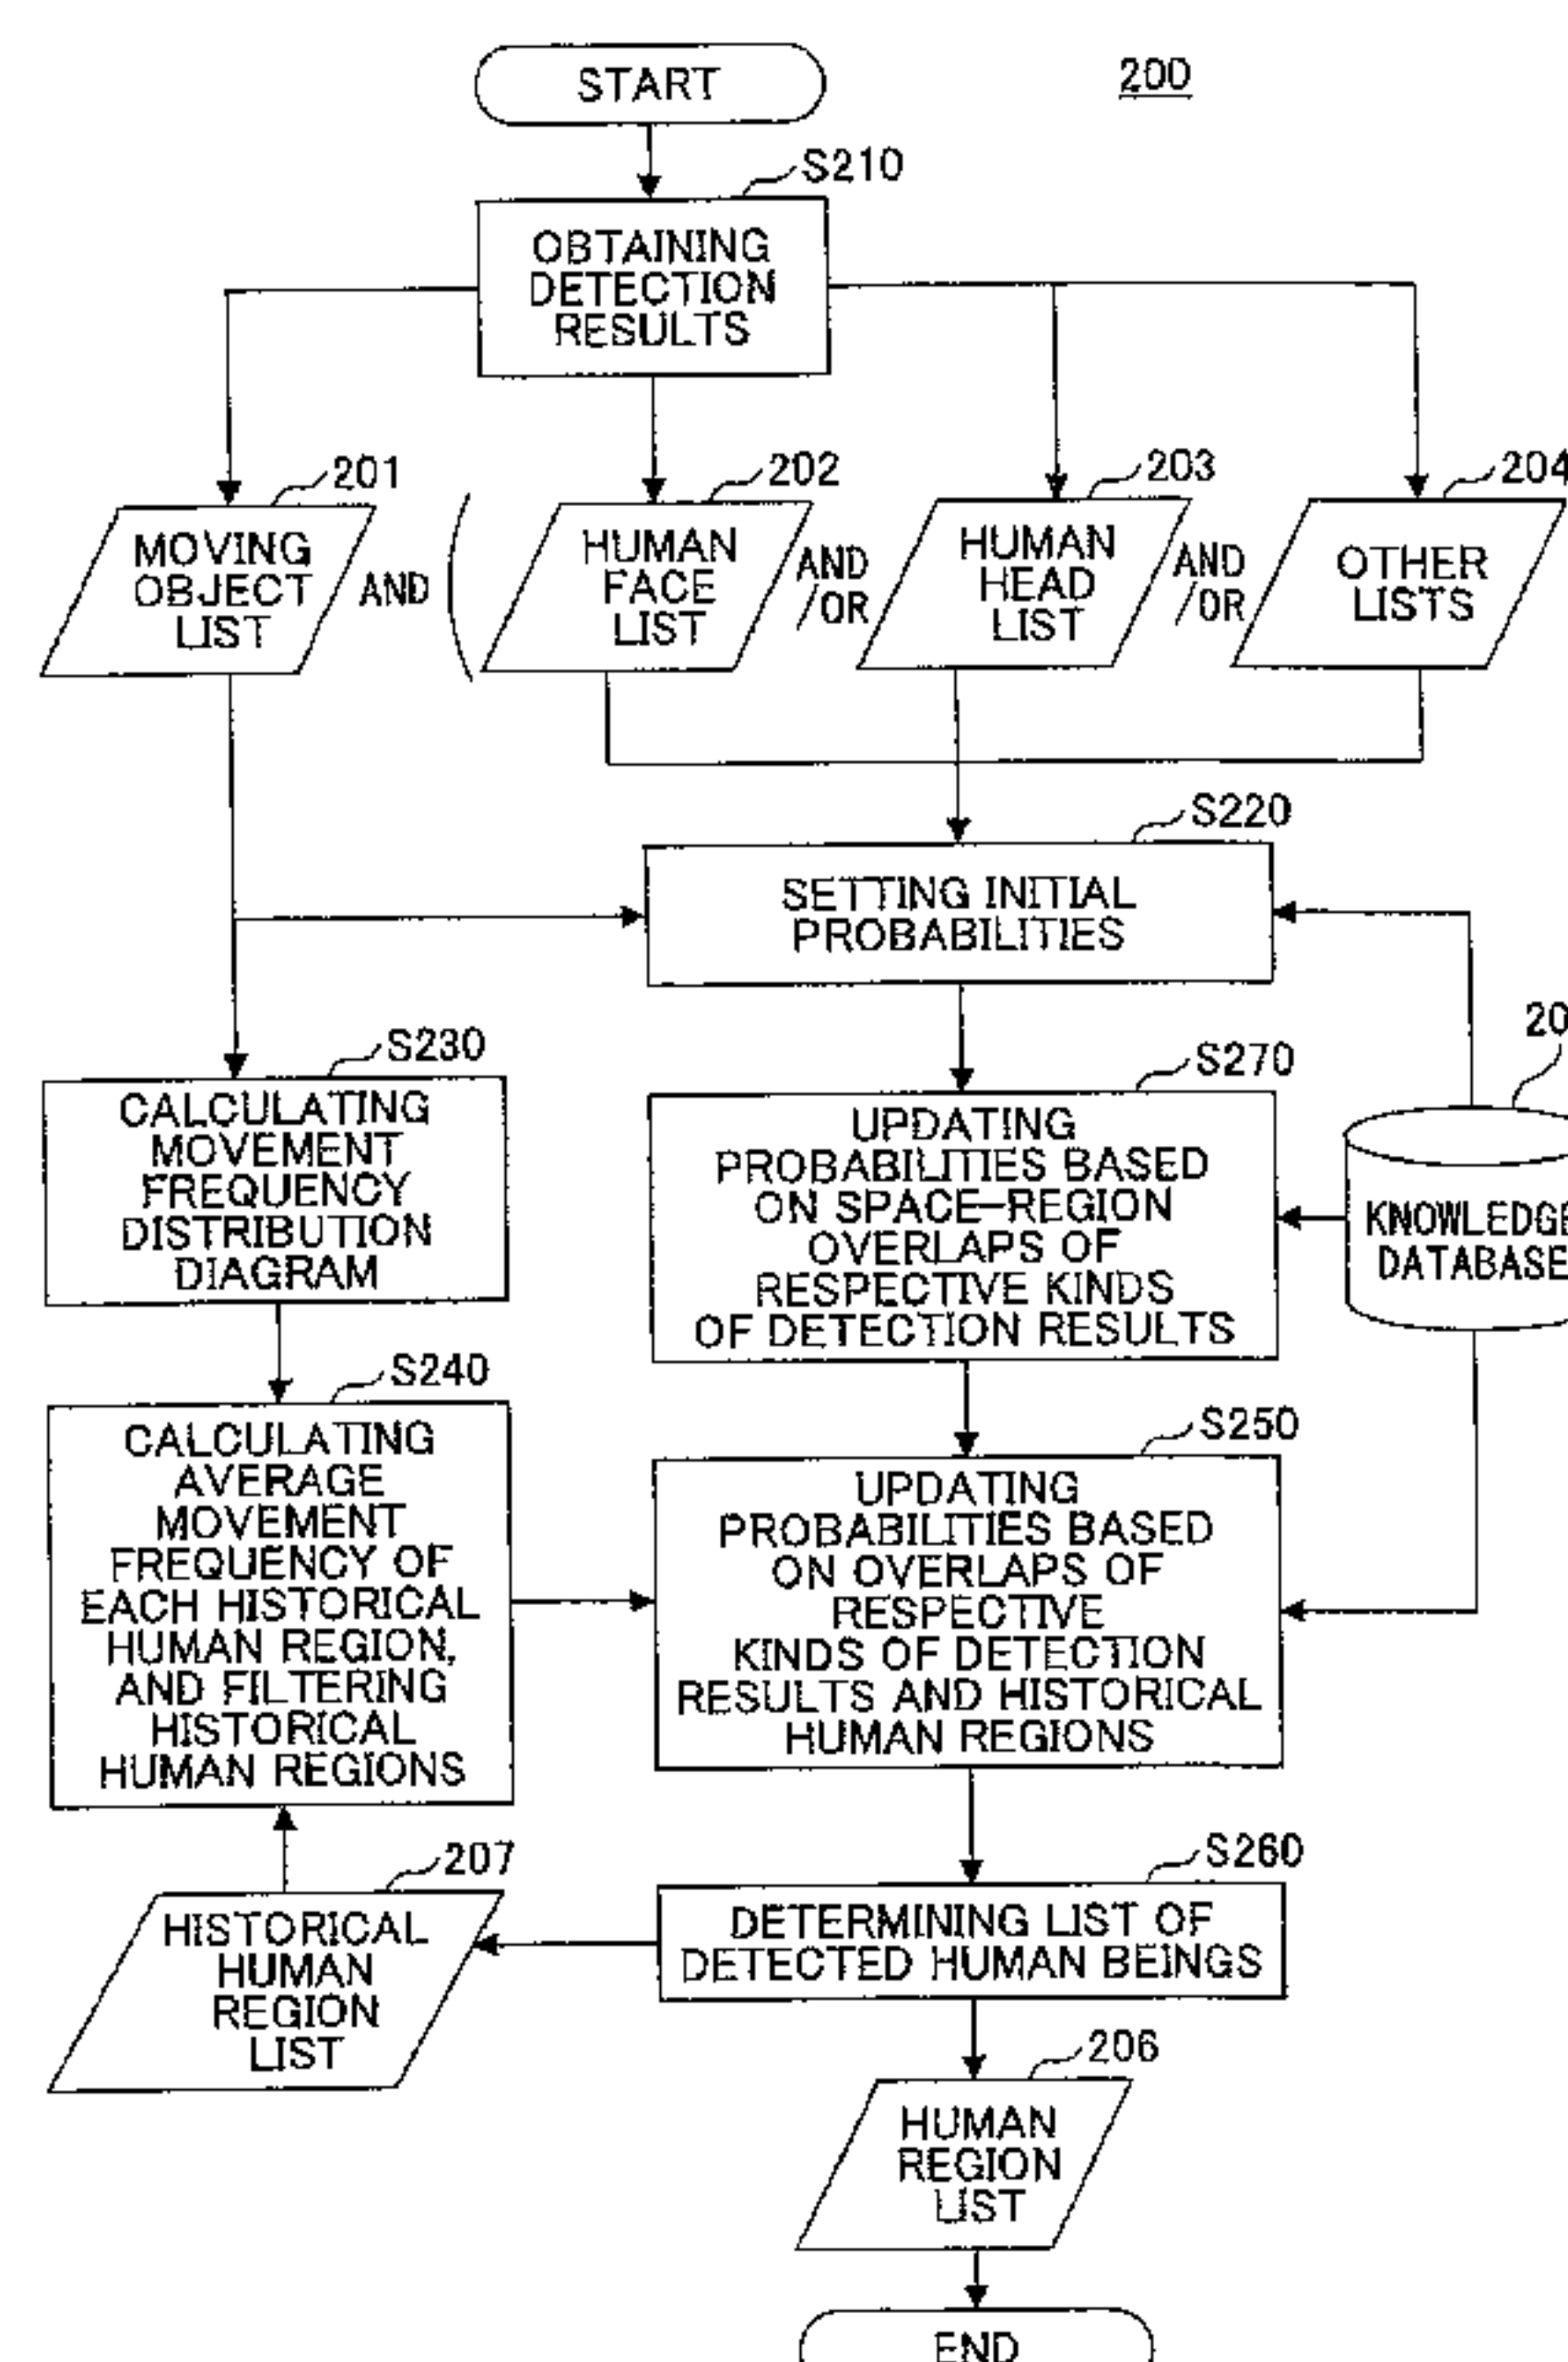 START
200
S210
OBTAINING
DETECTION
RESULTS
201
202
203
204
MOVING
OBJECT
LIST
AND
HUMAN
FACE
LIST
AND
/OR
HUMAN
HEAD
LIST
AND
/OR
OTHER
LISTS
S220
SETTING INITIAL
PROBABILITIES
S230
CALCULATING
MOVEMENT
FREQUENCY
DISTRIBUTION
DIAGRAM
S270
UPDATING
PROBABILITIES BASED
ON SPACE-REGION
OVERLAPS OF
RESPECTIVE KINDS
OF DETECTION RESULTS
20
KNOWLEDGE
DATABASE
S240
CALCULATING
AVERAGE
MOVEMENT
FREQUENCY OF
EACH HISTORICAL
HUMAN REGION,
AND FILTERING
HISTORICAL
HUMAN REGIONS
S250
UPDATING
PROBABILITIES BASED
ON OVERLAPS OF
RESPECTIVE
KINDS OF DETECTION
RESULTS AND HISTORICAL
HUMAN REGIONS
207
HISTORICAL
HUMAN
REGION
LIST
S260
DETERMINING LIST OF
DETECTED HUMAN BEINGS
206
HUMAN
REGION
LIST
END